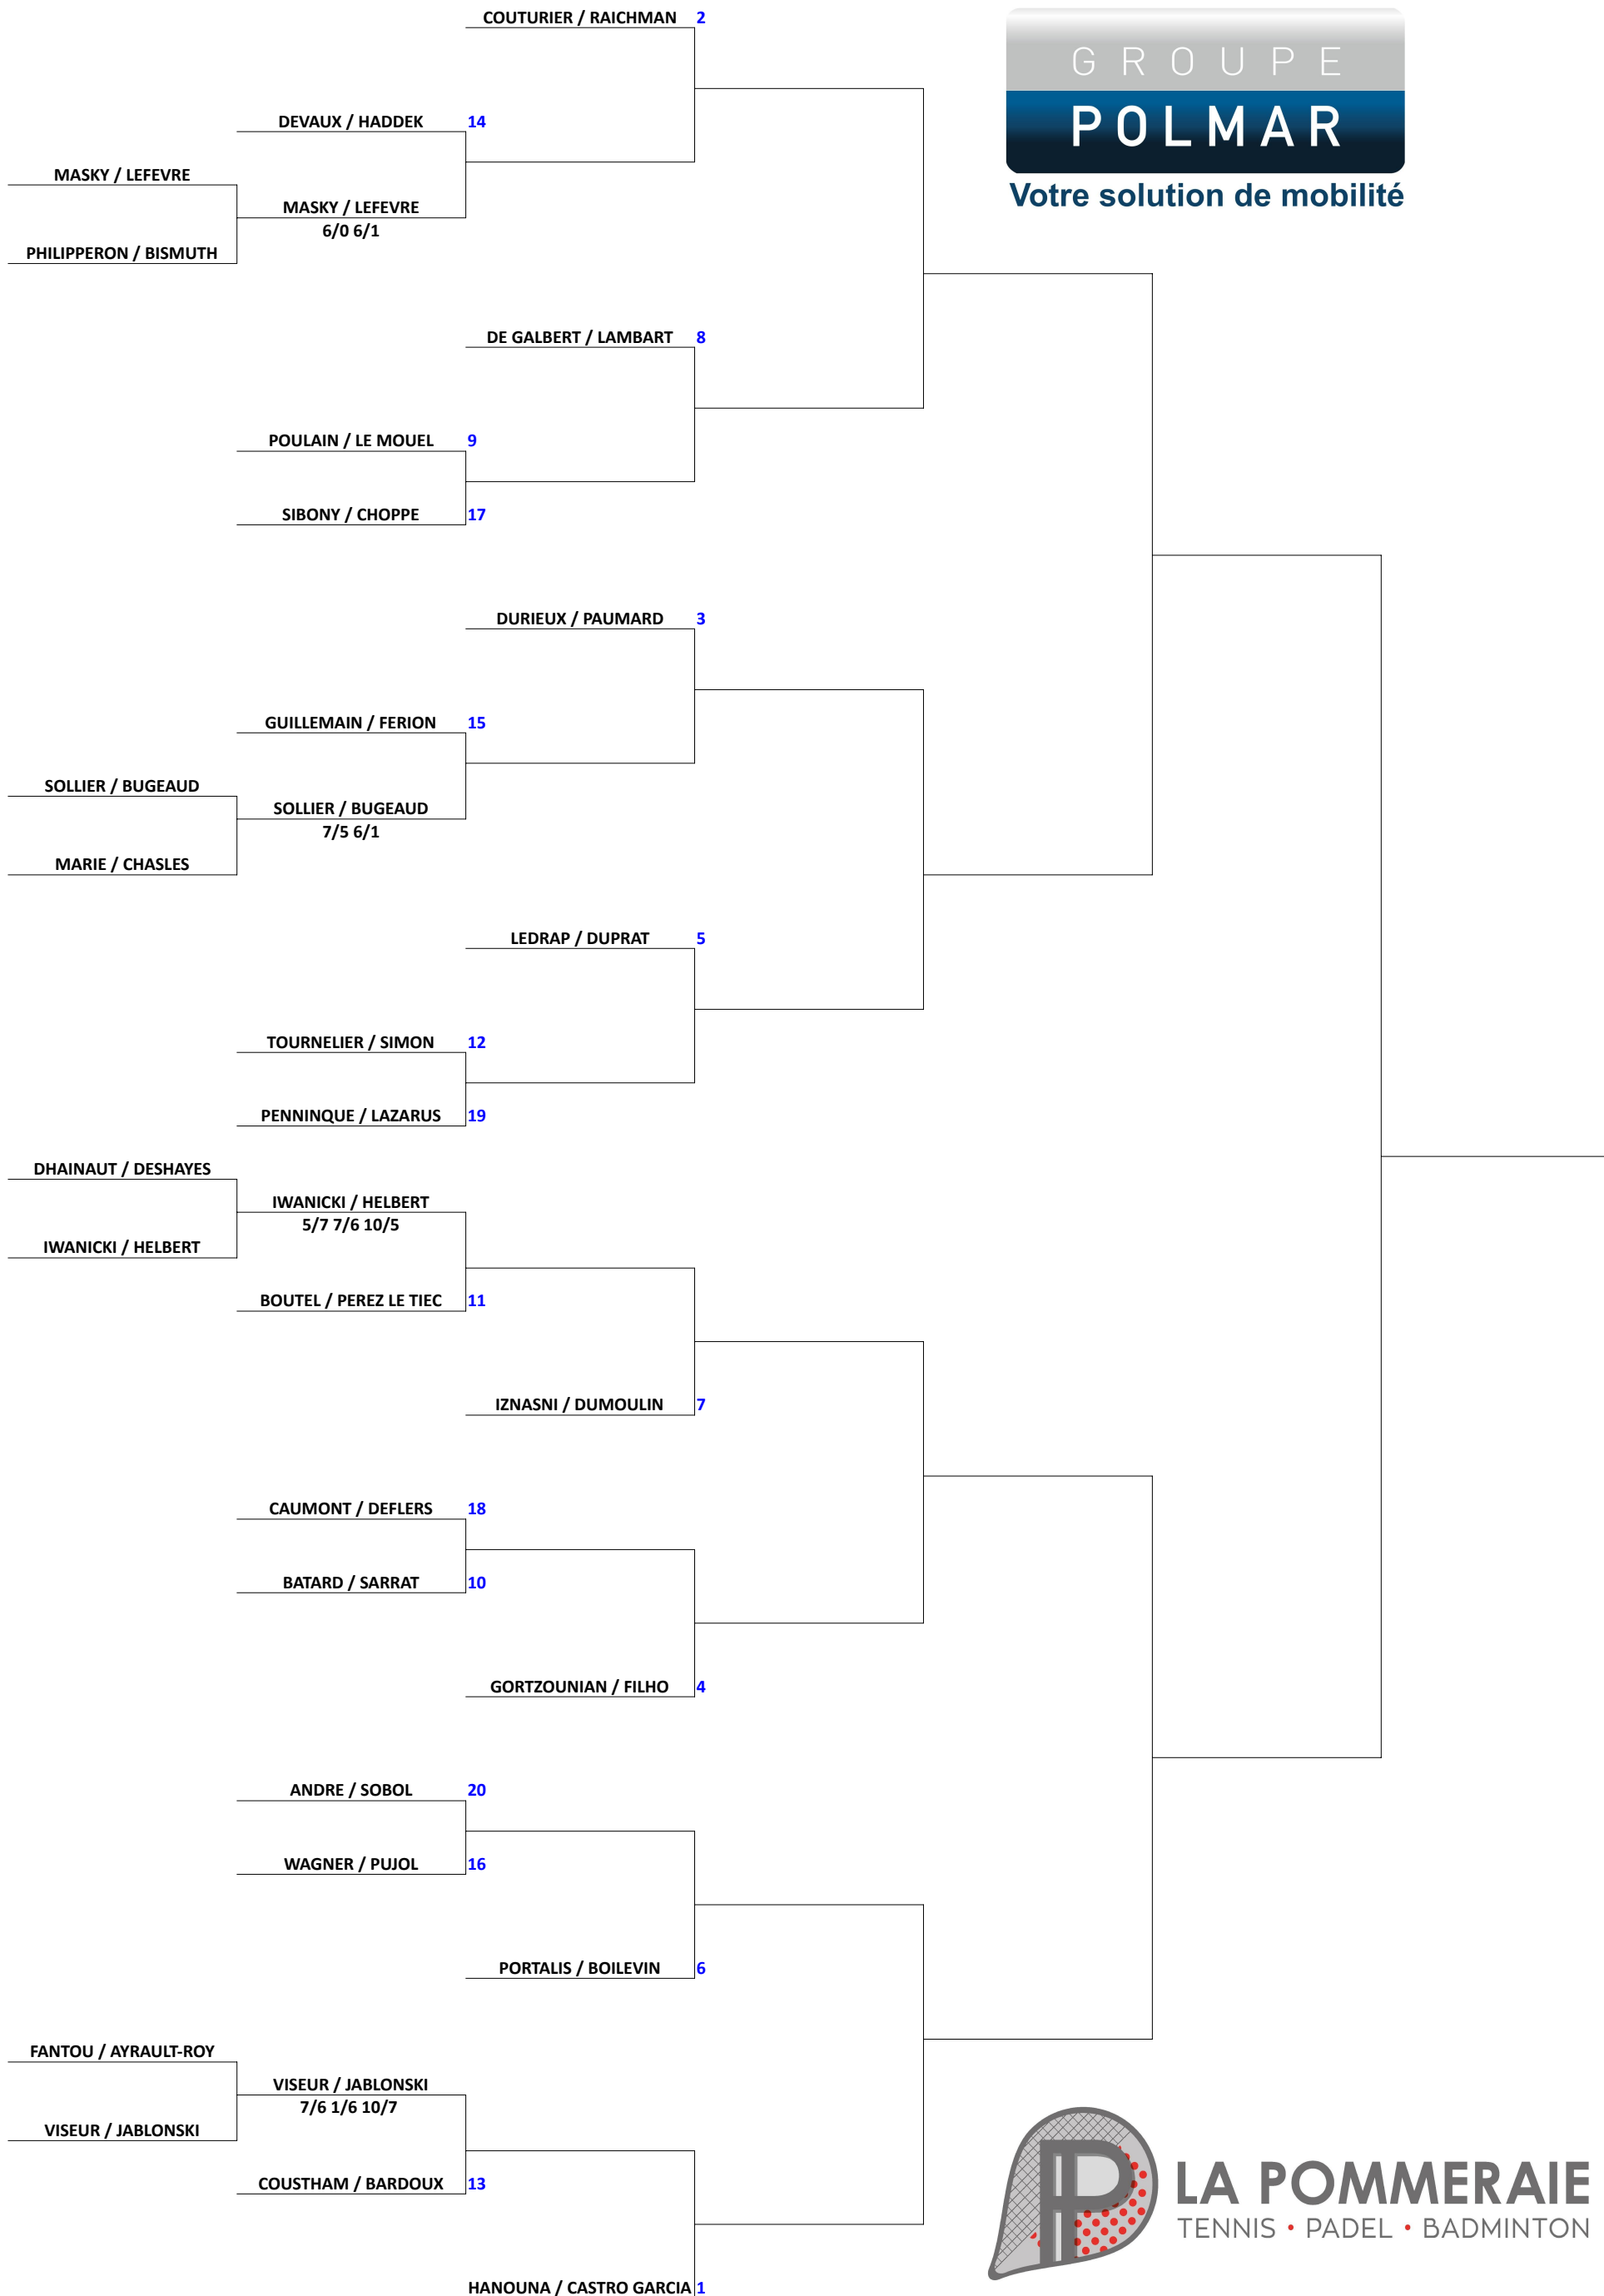 COUTURIER / RAICHMAN 2
GROUPE
POLMAR
Votre solution de mobilité
DEVAUX / HADDEK 14
MASKY / LEFEVRE
MASKY / LEFEVRE
6/0 6/1
PHILIPPERON / BISMUTH
DE GALBERT / LAMBART 8
POULAIN / LE MOUEL 9
SIBONY / CHOPPE 17
DURIEUX / PAUMARD 3
GUILLEMAIN / FERION 15
SOLLIER / BUGEAUD
SOLLIER / BUGEAUD
7/5 6/1
MARIE / CHASLES
LEDRAP / DUPRAT 5
TOURNELIER / SIMON 12
PENNINQUE / LAZARUS 19
DHAINAUT / DESHAYES
IWANICKI / HELBERT
5/7 7/6 10/5
IWANICKI / HELBERT
BOUTEL / PEREZ LE TIEC 11
IZNASNI / DUMOULIN 7
CAUMONT / DEFLERS 18
BATARD / SARRAT 10
GORTZOUNIAN / FILHO 4
ANDRE / SOBOL 20
WAGNER / PUJOL 16
PORTALIS / BOILEVIN 6
FANTOU / AYRAULT-ROY
VISEUR / JABLONSKI
7/6 1/6 10/7
VISEUR / JABLONSKI
COUSTHAM / BARDOUX 13
LA POMMERAIE
TENNIS • PADEL • BADMINTON
HANOUNA / CASTRO GARCIA 1